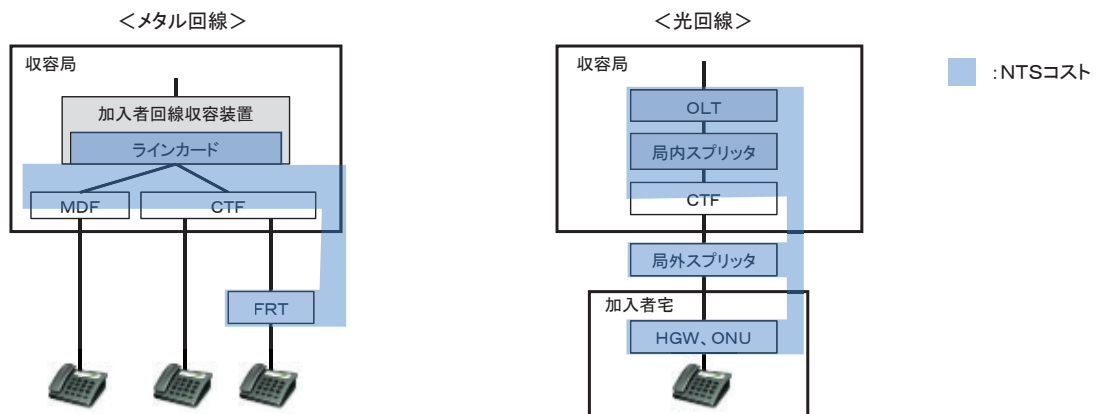 <メタル回線>
収容局
加入者回線収容装置
ラインカード
MDF
CTF
FRT
<光回線>
収容局
OLT
局内スプリッタ
CTF
局外スプリッタ
加入者宅
HGW、ONU
:NTSコスト